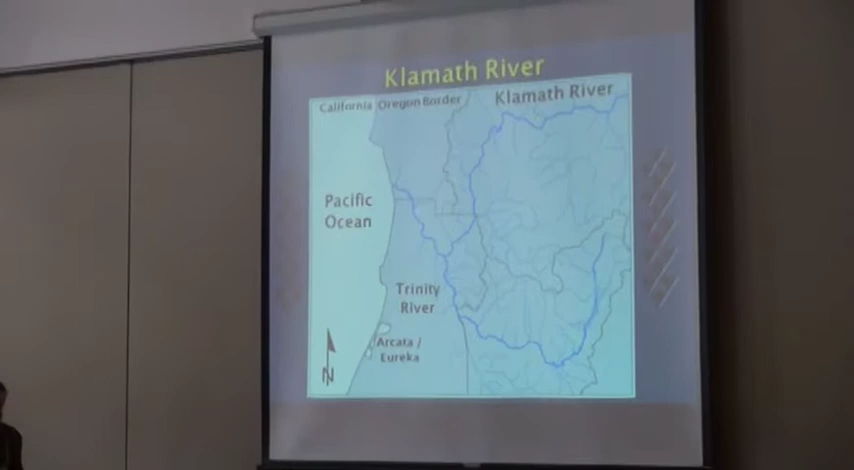 Klamath River
California Oregon Border
Klamath River
Pacific
Ocean
Trinity
River
Arcata /
Eureka
N